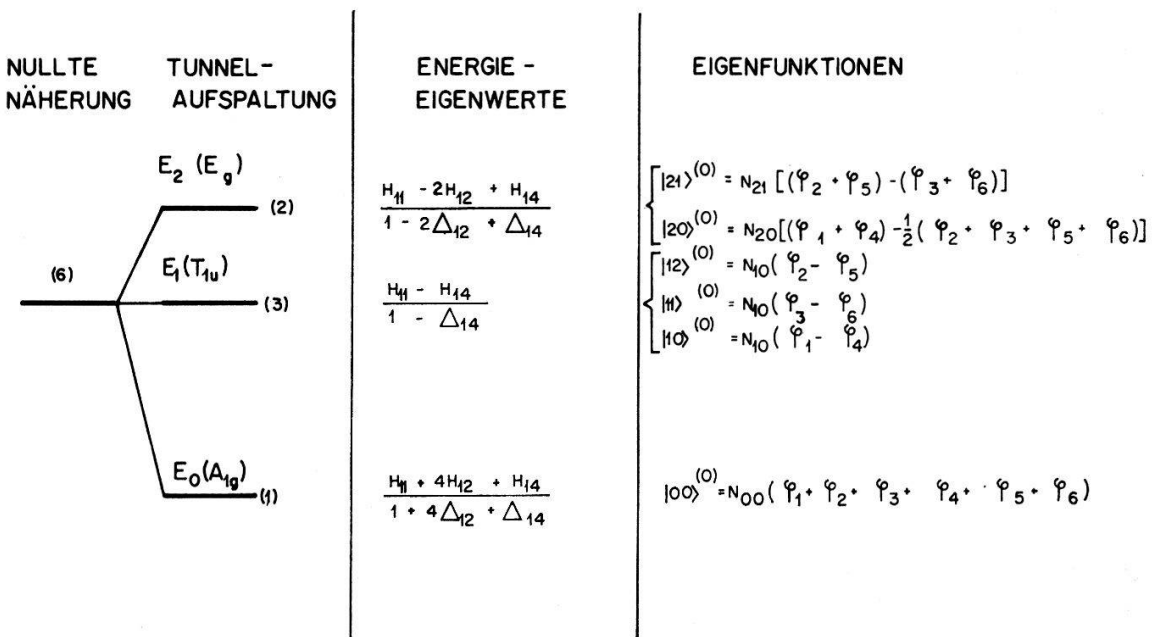 NULLTE NÄHERUNG
TUNNEL-AUFSPALTUNG
ENERGIE-EIGENWERTE
EIGENFUNKTIONEN
E₂ (E_g)
(2)
(H₁₁ - 2H₁₂ + H₁₄) / (1 - 2Δ₁₂ + Δ₁₄)
|21⟩⁽⁰⁾ = N₂₁ [(φ₂ + φ₅) - (φ₃ + φ₆)]
|20⟩⁽⁰⁾ = N₂₀[(φ₁ + φ₄) - ½(φ₂ + φ₃ + φ₅ + φ₆)]
(6)
E₁(T₁ᵤ)
(3)
(H₁₁ - H₁₄) / (1 - Δ₁₄)
|12⟩⁽⁰⁾ = N₁₀(φ₂ - φ₅)
|11⟩⁽⁰⁾ = N₁₀(φ₃ - φ₆)
|10⟩⁽⁰⁾ = N₁₀(φ₁ - φ₄)
E₀(A₁g)
(1)
(H₁₁ + 4H₁₂ + H₁₄) / (1 + 4Δ₁₂ + Δ₁₄)
|00⟩⁽⁰⁾ = N₀₀(φ₁ + φ₂ + φ₃ + φ₄ + φ₅ + φ₆)